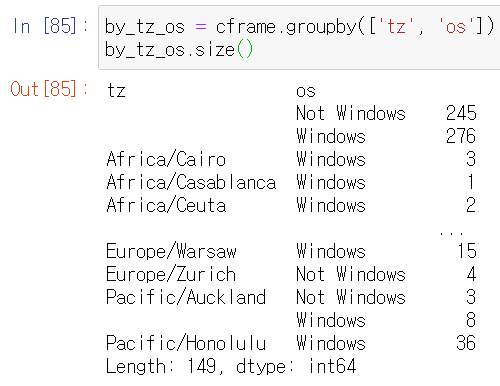 In [85]: by_tz_os = cframe.groupby(['tz', 'os'])
by_tz_os.size()
Out[85]: tz os
Not Windows 245
Windows 276
Africa/Cairo Windows 3
Africa/Casablanca Windows 1
Africa/Ceuta Windows 2
...
Europe/Warsaw Windows 15
Europe/Zurich Not Windows 4
Pacific/Auckland Not Windows 3
Windows 8
Pacific/Honolulu Windows 36
Length: 149, dtype: int64